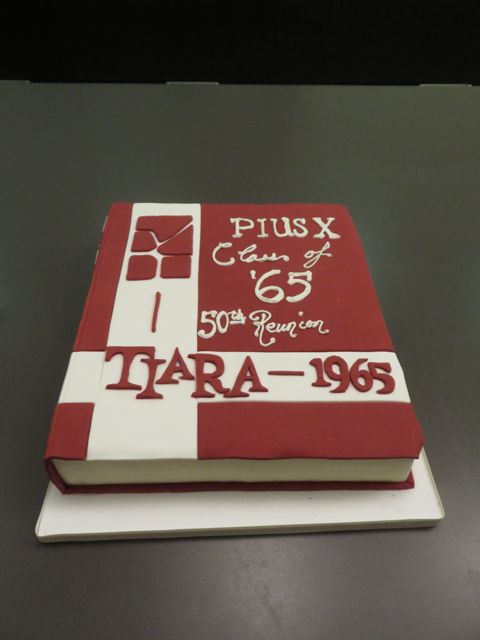 PIUS X
Class of
'65
50th Reunion
TIARA - 1965